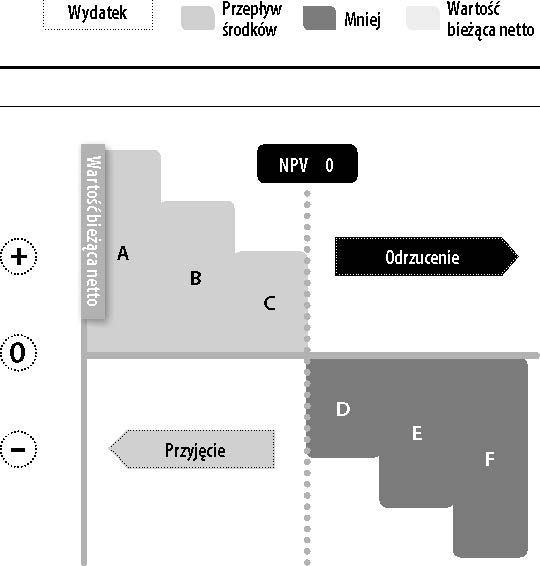 Wydatek
Przepływ
środków
Mniej
Wartość
bieżąca netto
NPV 0
Wartość bieżąca netto
+
A
B
C
Odrzucenie
0
D
E
F
−
Przyjęcie